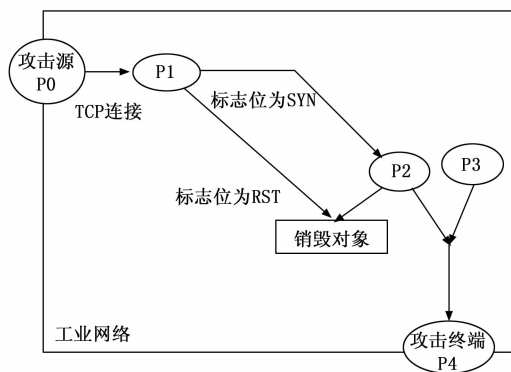 攻击源
P0
P1
TCP连接
标志位为SYN
P2
P3
标志位为RST
销毁对象
工业网络
攻击终端
P4